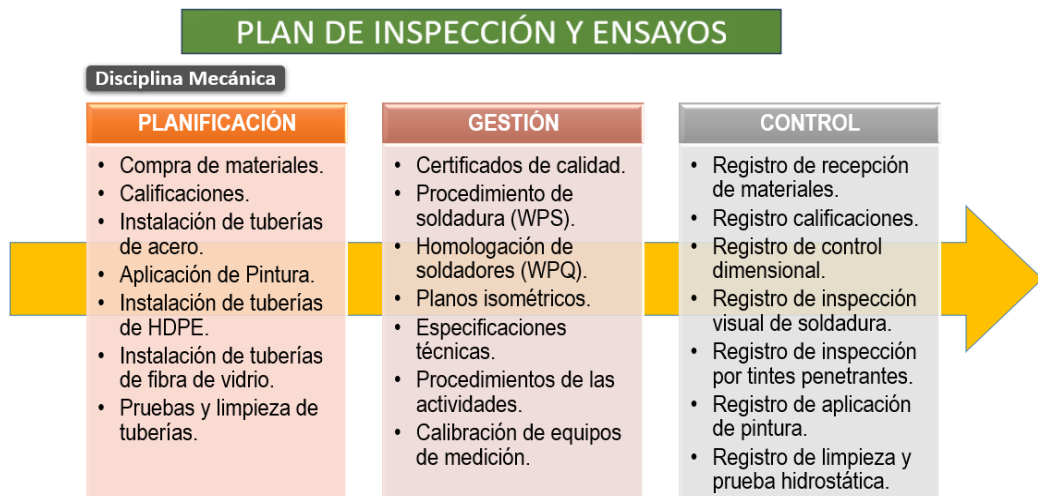 PLAN DE INSPECCIÓN Y ENSAYOS
Disciplina Mecánica
PLANIFICACIÓN
• Compra de materiales.
• Calificaciones.
• Instalación de tuberías
de acero.
• Aplicación de Pintura.
• Instalación de tuberías
de HDPE.
• Instalación de tuberías
de fibra de vidrio.
• Pruebas y limpieza de
tuberías.
GESTIÓN
• Certificados de calidad.
• Procedimiento de
soldadura (WPS).
• Homologación de
soldadores (WPQ).
• Planos isométricos.
• Especificaciones
técnicas.
• Procedimientos de las
actividades.
• Calibración de equipos
de medición.
CONTROL
• Registro de recepción
de materiales.
• Registro calificaciones.
• Registro de control
dimensional.
• Registro de inspección
visual de soldadura.
• Registro de inspección
por tintes penetrantes.
• Registro de aplicación
de pintura.
• Registro de limpieza y
prueba hidrostática.